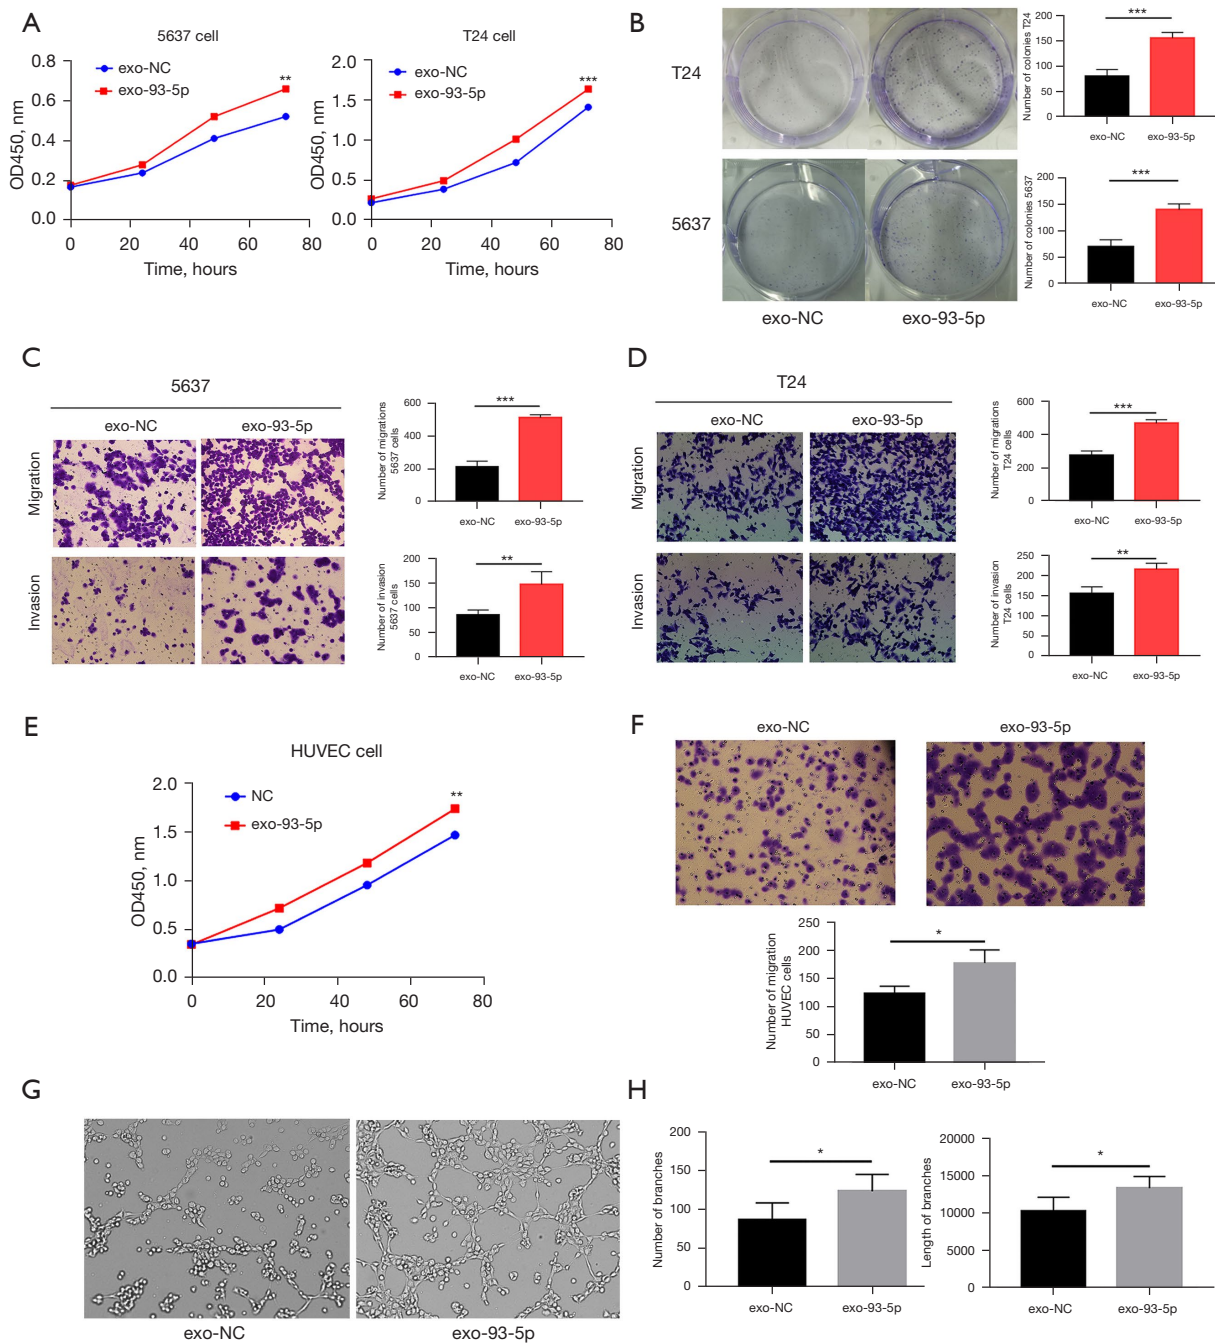 A
5637 cell
0.8
0.6
0.4
0.2
0.0
OD450, nm
exo-NC
exo-93-5p
**
0 20 40 60 80
Time, hours
T24 cell
2.0
1.5
1.0
0.5
0.0
OD450, nm
exo-NC
exo-93-5p
***
0 20 40 60 80
Time, hours
B
T24
5637
exo-NC exo-93-5p
Number of colonies T24
200
150
100
50
0
***
exo-NC exo-93-5p
Number of colonies 5637
200
150
100
50
0
***
exo-NC exo-93-5p
C
5637
exo-NC exo-93-5p
Migration
Invasion
Number of migrations
5637 cells
600
400
200
0
***
exo-NC exo-93-5p
Number of invasion
5637 cells
200
150
100
50
0
**
exo-NC exo-93-5p
D
T24
exo-NC exo-93-5p
Migration
Invasion
Number of migrations
T24 cells
600
400
200
0
***
exo-NC exo-93-5p
Number of invasion
T24 cells
250
200
150
100
50
0
**
exo-NC exo-93-5p
E
HUVEC cell
2.0
1.5
1.0
0.5
0.0
OD450, nm
NC
exo-93-5p
**
0 20 40 60 80
Time, hours
F
exo-NC exo-93-5p
Number of migration
HUVEC cells
250
200
150
100
50
0
*
exo-NC exo-93-5p
G
exo-NC exo-93-5p
H
Number of branches
200
150
100
50
0
*
exo-NC exo-93-5p
Length of branches
20000
15000
10000
5000
0
*
exo-NC exo-93-5p